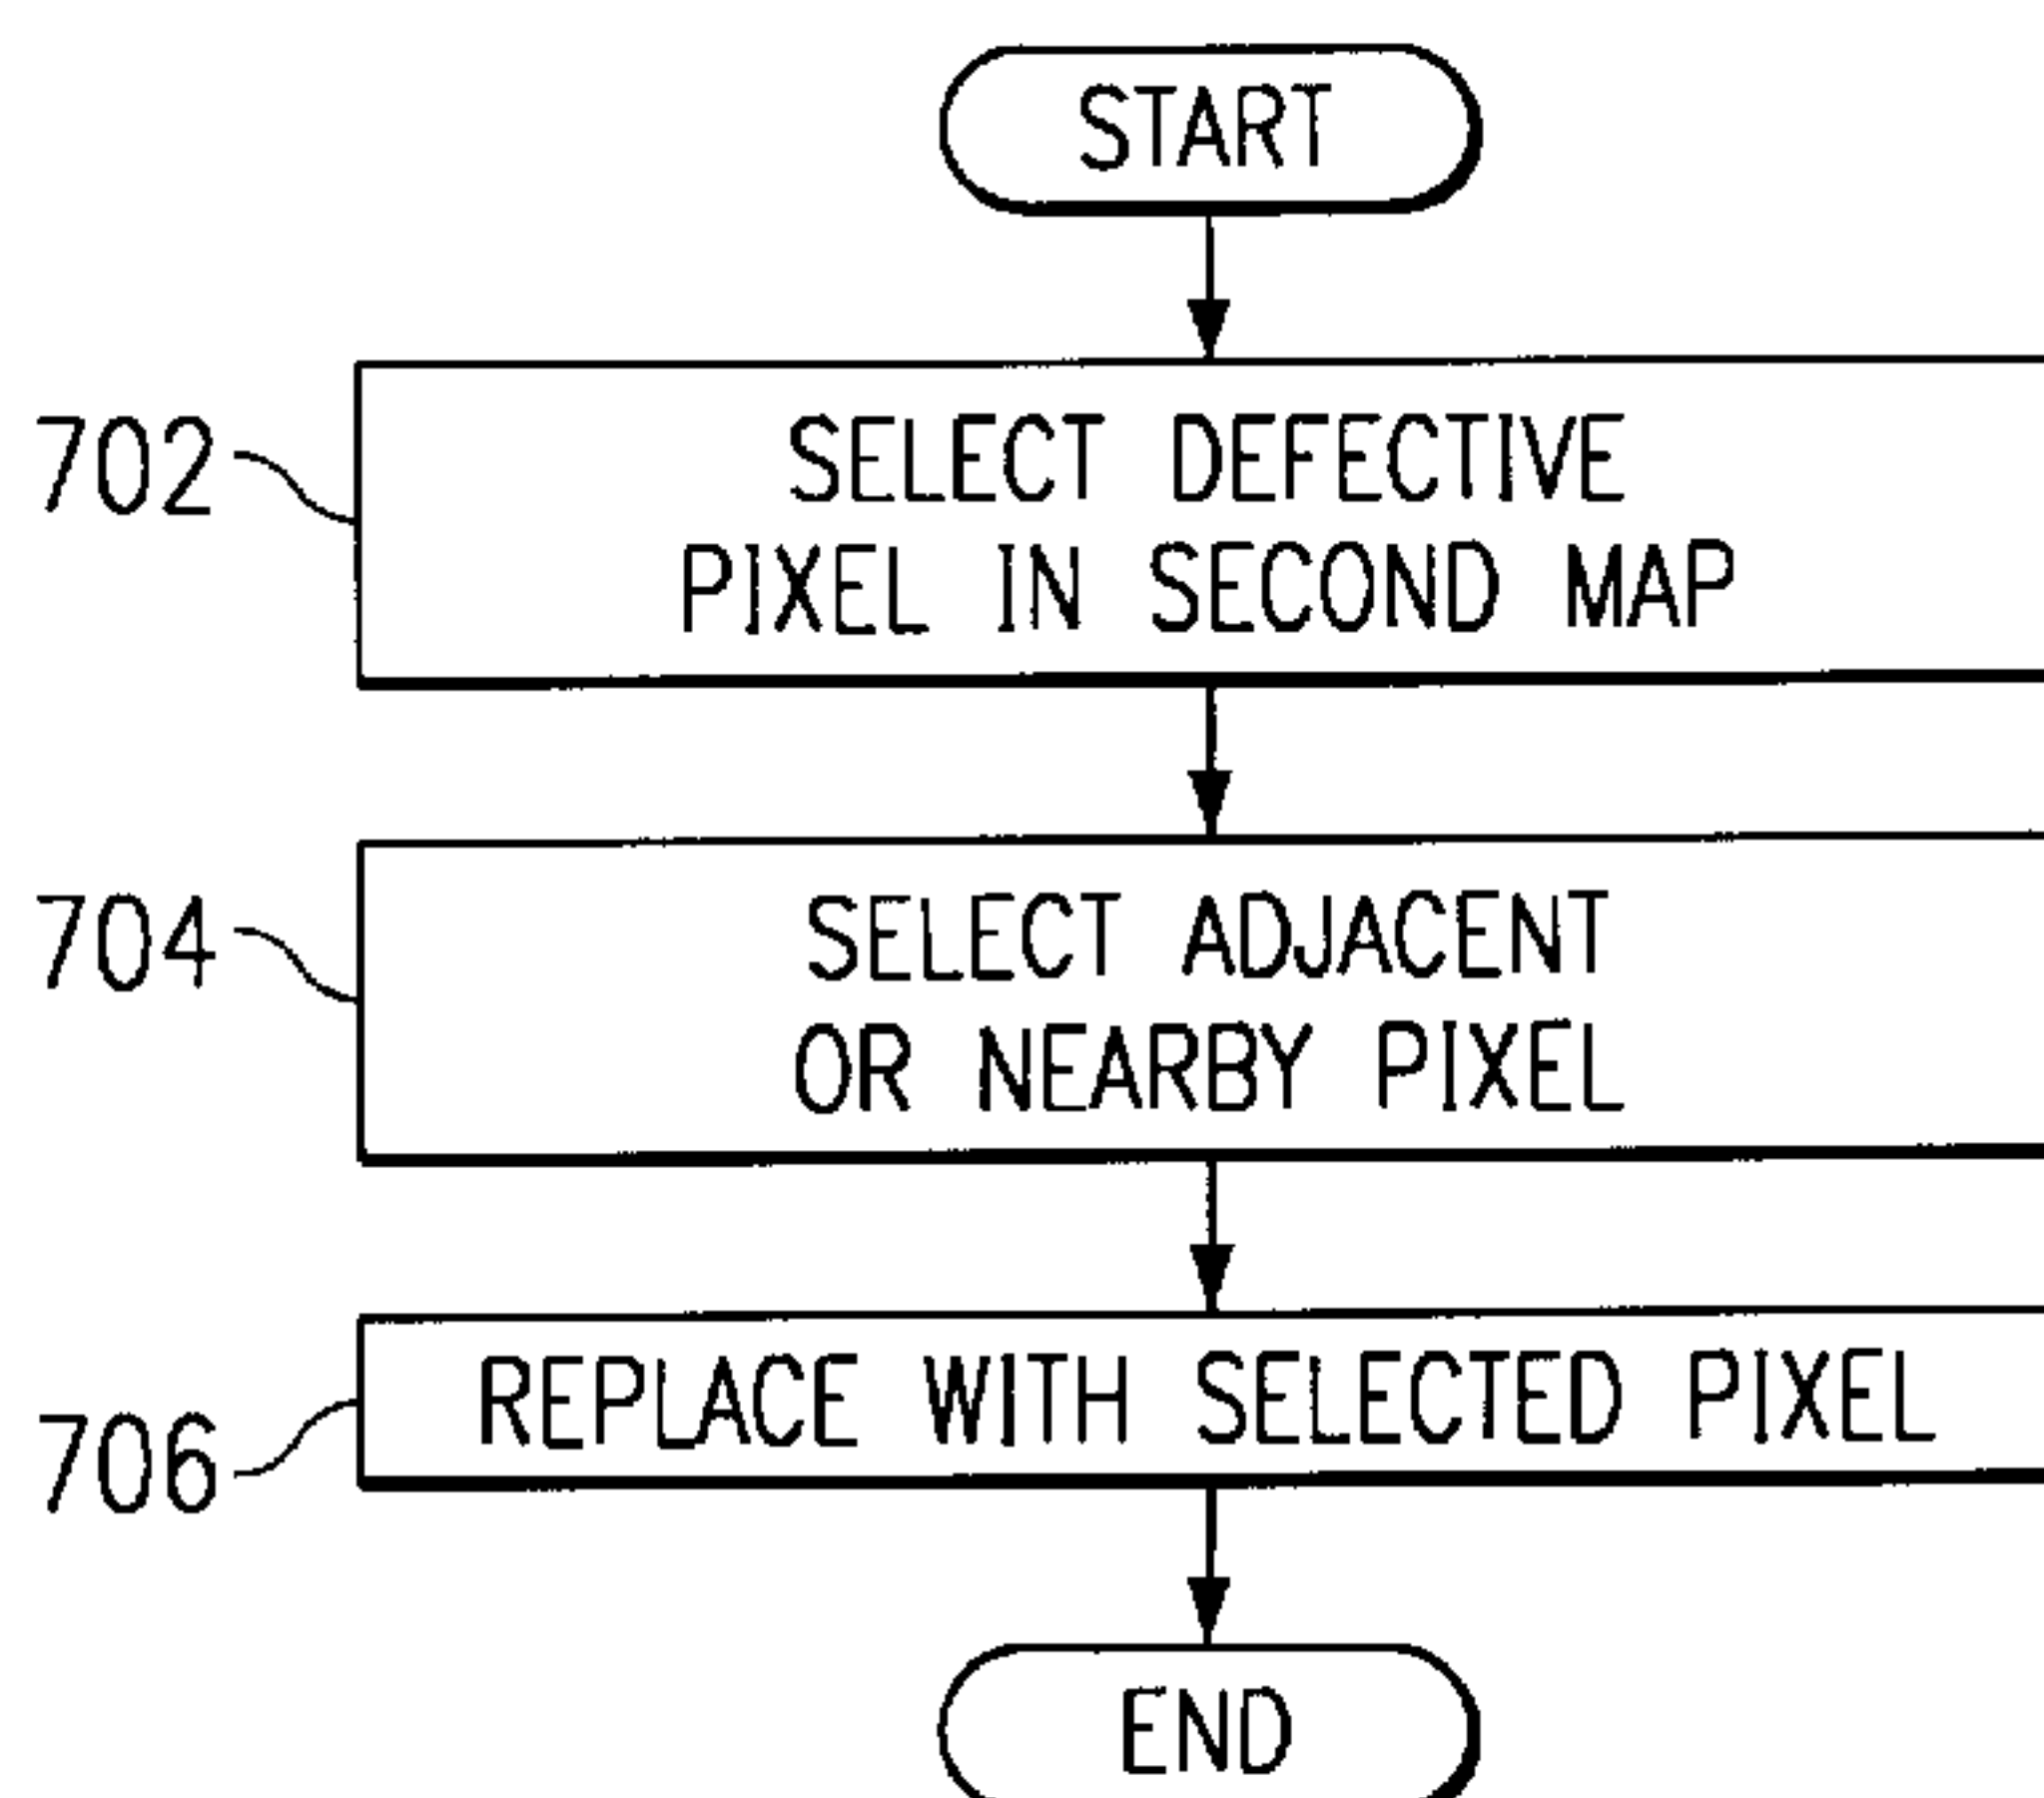 START
702
SELECT DEFECTIVE
PIXEL IN SECOND MAP
704
SELECT ADJACENT
OR NEARBY PIXEL
706
REPLACE WITH SELECTED PIXEL
END